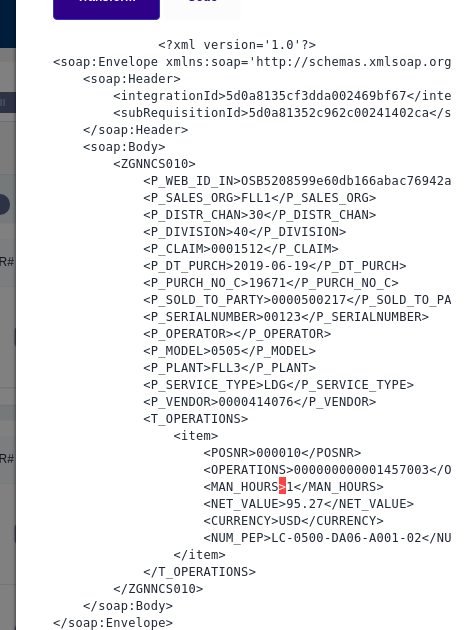 <?xml version='1.0'?>
<soap:Envelope xmlns:soap='http://schemas.xmlsoap.org
<soap:Header>
<integrationId>5d0a8135cf3dda002469bf67</inte
<subRequisitionId>5d0a81352c962c00241402ca</s
</soap:Header>
<soap:Body>
<ZGNNCS010>
<P_WEB_ID_IN>OSB5208599e60db166abac76942a
<P_SALES_ORG>FLL1</P_SALES_ORG>
<P_DISTR_CHAN>30</P_DISTR_CHAN>
<P_DIVISION>40</P_DIVISION>
<P_CLAIM>0001512</P_CLAIM>
<P_DT_PURCH>2019-06-19</P_DT_PURCH>
R#
<P_PURCH_NO_C>19671</P_PURCH_NO_C>
<P_SOLD_TO_PARTY>0000500217</P_SOLD_TO_PA
<P_SERIALNUMBER>00123</P_SERIALNUMBER>
<P_OPERATOR></P_OPERATOR>
<P_MODEL>0505</P_MODEL>
<P_PLANT>FLL3</P_PLANT>
<P_SERVICE_TYPE>LDG</P_SERVICE_TYPE>
<P_VENDOR>0000414076</P_VENDOR>
<T_OPERATIONS>
<item>
<POSNR>000010</POSNR>
R#
<OPERATIONS>000000000001457003</O
<MAN_HOURS>1</MAN_HOURS>
<NET_VALUE>95.27</NET_VALUE>
<CURRENCY>USD</CURRENCY>
<NUM_PEP>LC-0500-DA06-A001-02</NU
</item>
</T_OPERATIONS>
</ZGNNCS010>
</soap:Body>
</soap:Envelope>